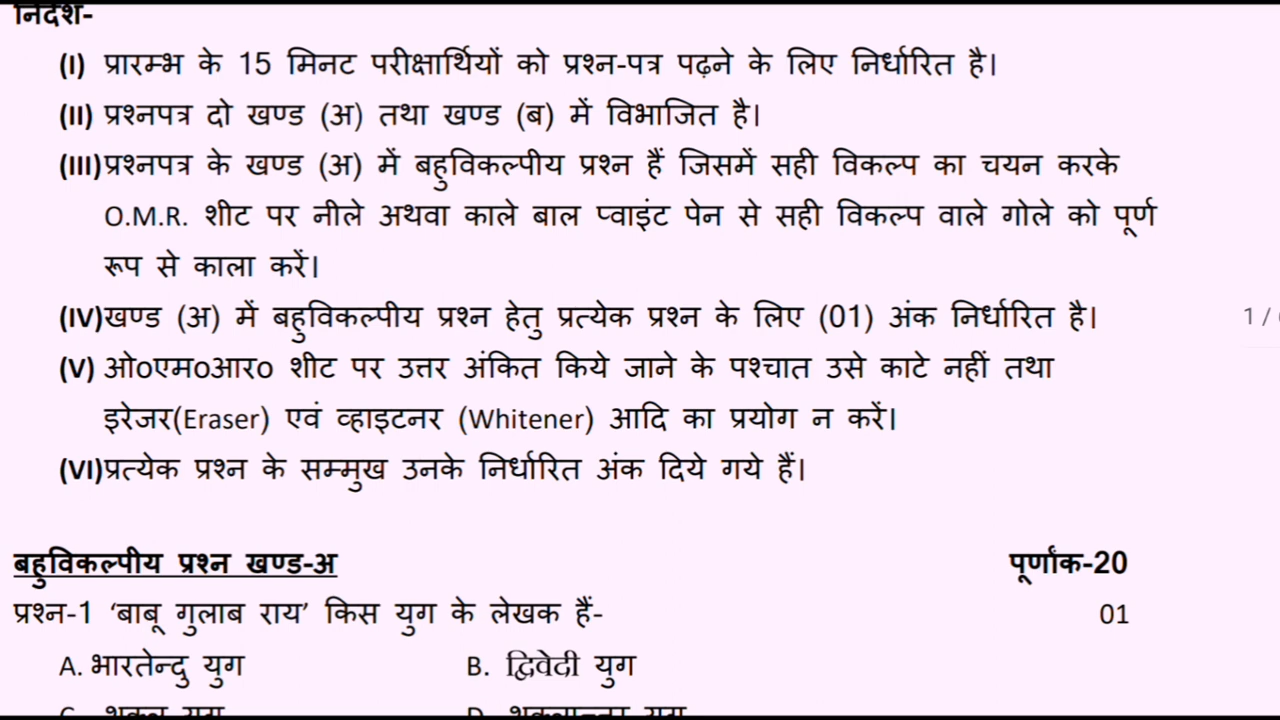 निर्देश-
(I) प्रारम्भ के 15 मिनट परीक्षार्थियों को प्रश्न-पत्र पढ़ने के लिए निर्धारित है।
(II) प्रश्नपत्र दो खण्ड (अ) तथा खण्ड (ब) में विभाजित है।
(III)प्रश्नपत्र के खण्ड (अ) में बहुविकल्पीय प्रश्न हैं जिसमें सही विकल्प का चयन करके
O.M.R. शीट पर नीले अथवा काले बाल प्वाइंट पेन से सही विकल्प वाले गोले को पूर्ण
रूप से काला करें।
(IV)खण्ड (अ) में बहुविकल्पीय प्रश्न हेतु प्रत्येक प्रश्न के लिए (01) अंक निर्धारित है।
1 /
(V) ओ०एम०आर० शीट पर उत्तर अंकित किये जाने के पश्चात उसे काटे नहीं तथा
इरेजर(Eraser) एवं व्हाइटनर (Whitener) आदि का प्रयोग न करें।
(VI)प्रत्येक प्रश्न के सम्मुख उनके निर्धारित अंक दिये गये हैं।
बहुविकल्पीय प्रश्न खण्ड-अ पूर्णांक-20
प्रश्न-1 ‘बाबू गुलाब राय’ किस युग के लेखक हैं- 01
A. भारतेन्दु युग B. द्विवेदी युग